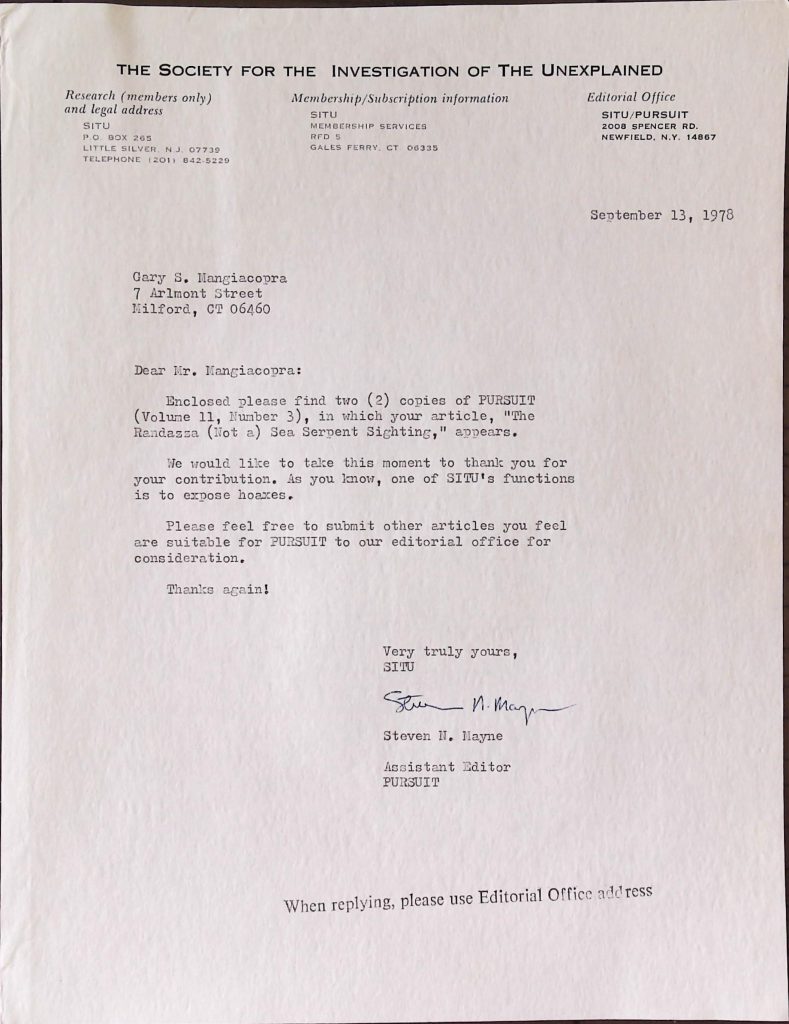 THE SOCIETY FOR THE INVESTIGATION OF THE UNEXPLAINED
Research (members only)
and legal address
SITU
P.O. BOX 265
LITTLE SILVER, N.J. 07739
TELEPHONE (201) 842-5229
Membership/Subscription information
SITU
MEMBERSHIP SERVICES
RFD 5
GALES FERRY, CT 06335
Editorial Office
SITU/PURSUIT
2008 SPENCER RD.
NEWFIELD, N.Y. 14867
September 13, 1978
Gary S. Mangiacopra
7 Arlmont Street
Milford, CT 06460
Dear Mr. Mangiacopra:
Enclosed please find two (2) copies of PURSUIT
(Volume 11, Number 3), in which your article, "The
Randazza (Not a) Sea Serpent Sighting," appears.
We would like to take this moment to thank you for
your contribution. As you know, one of SITU's functions
is to expose hoaxes.
Please feel free to submit other articles you feel
are suitable for PURSUIT to our editorial office for
consideration.
Thanks again!
Very truly yours,
SITU
Steven N. Mayne
Steven N. Mayne
Assistant Editor
PURSUIT
When replying, please use Editorial Office address